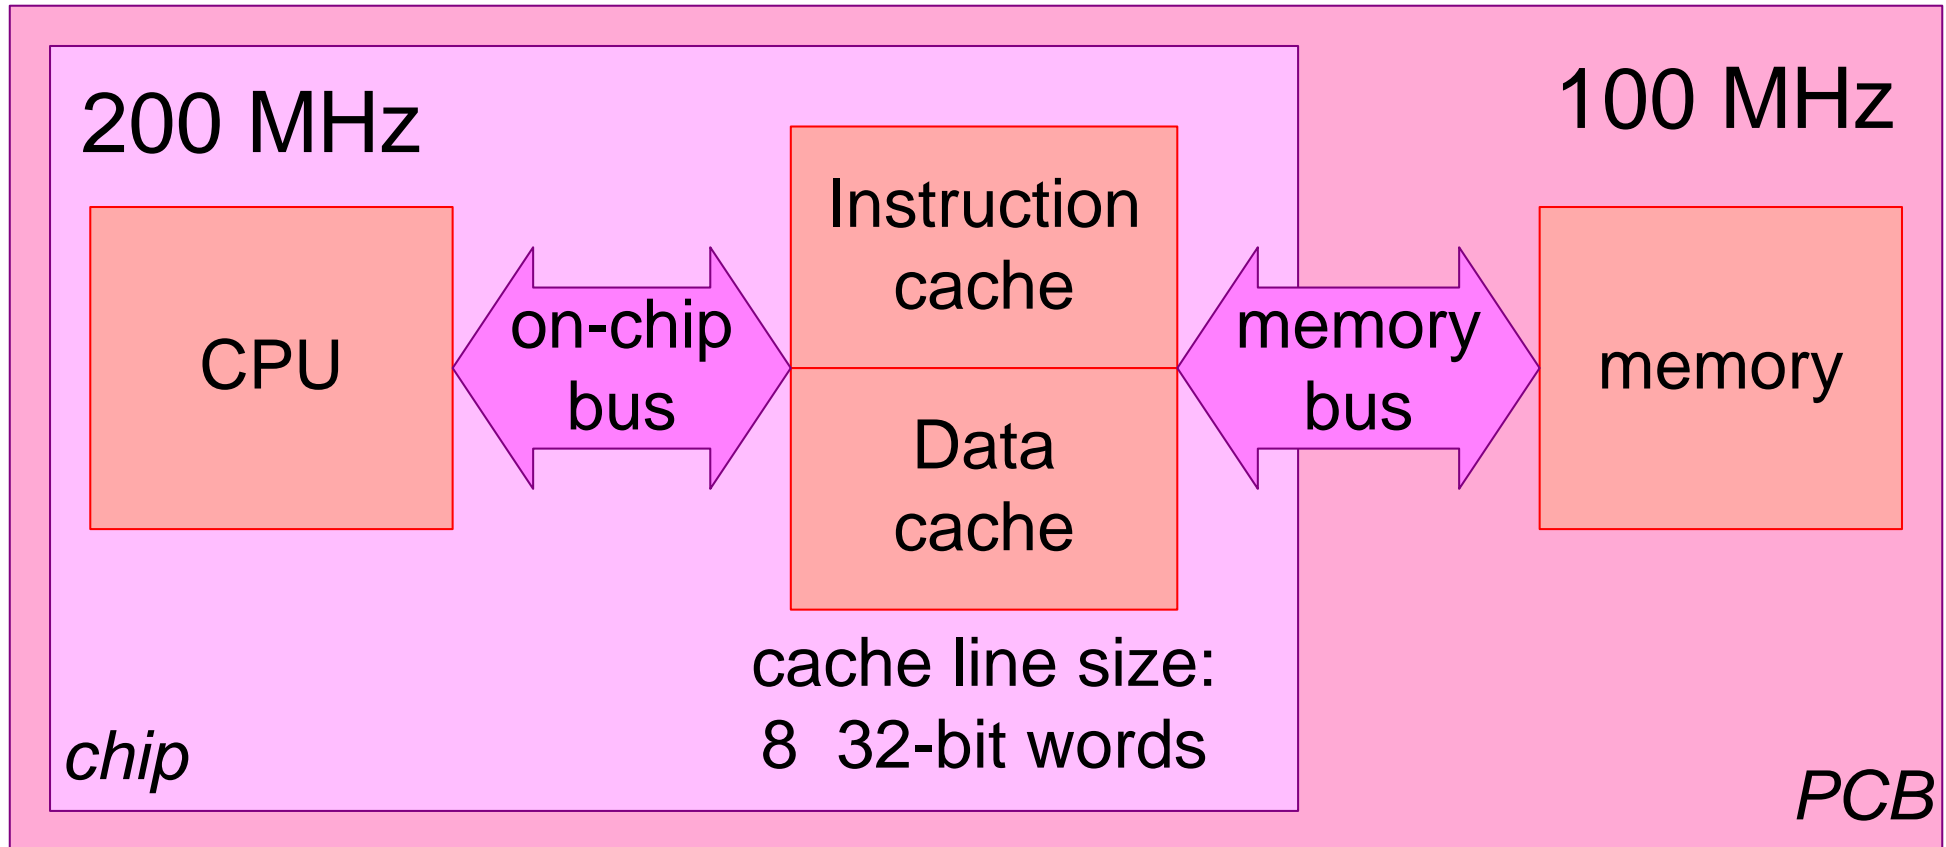 200 MHz
100 MHz
CPU
on-chip
bus
Instruction
cache
Data
cache
memory
bus
memory
cache line size:
8  32-bit words
chip
PCB